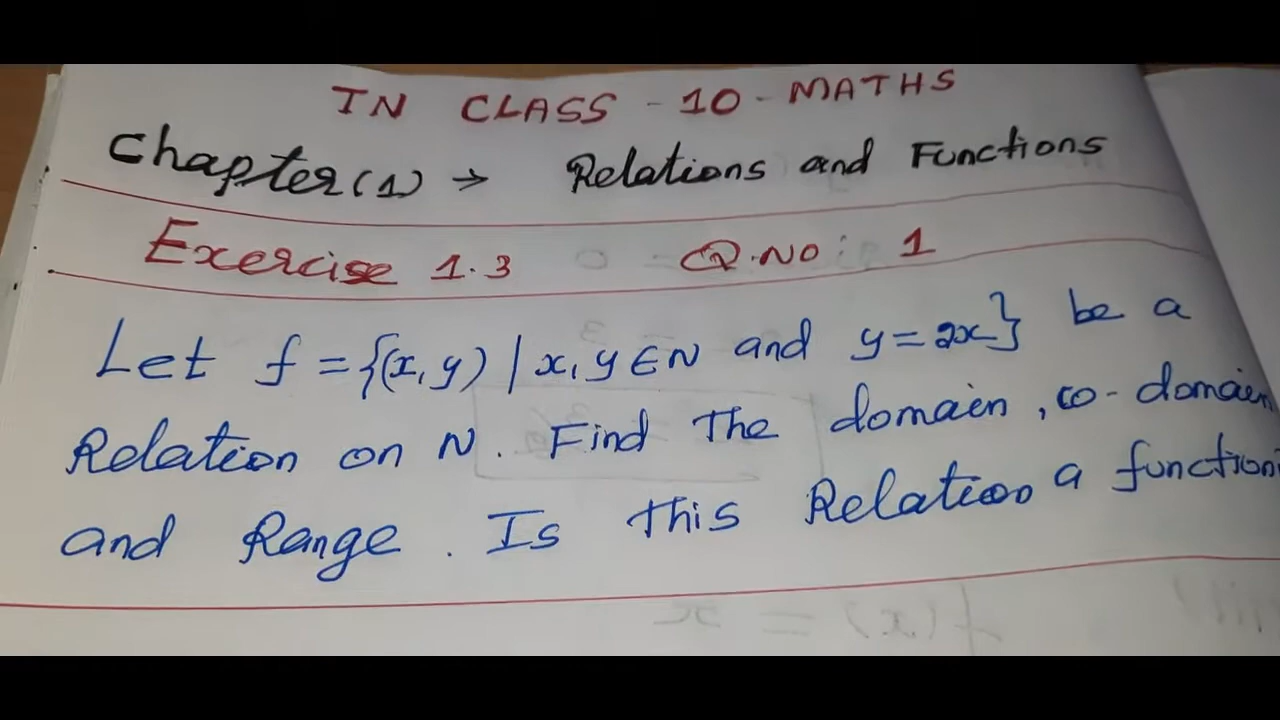 TN CLASS - 10 - MATHS
Chapter (1) → Relations and Functions
Exercise 1.3 Q.NO: 1
Let f = {(x, y) | x, y ∈ N and y = 2x} be a
Relation on N. Find The domain, co-domain
and Range. Is This Relation a function
f(x) = x